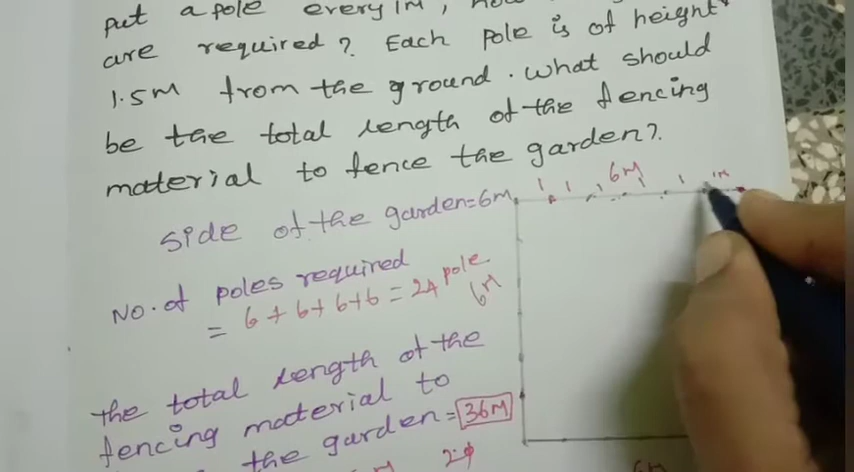 put a pole every 1M,
are required? Each pole is of height
1.5M from the ground. What should
be the total length of the fencing
material to fence the garden?
side of the garden=6M
6M
1M
No. of poles required
= 6+6+6+6=24 pole
6M
the total length of the
fencing material to
the garden=36M
6M